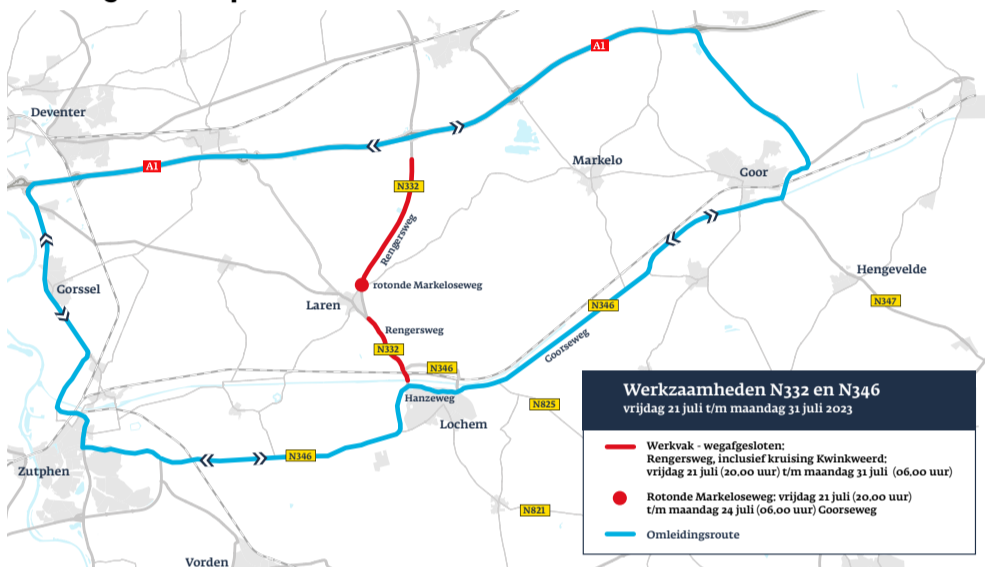 A1
Deventer
A1
Markelo
Goor
N332
Rengersweg
Corssel
rotonde Markeloseweg
Laren
Hengevelde
N347
N346
Rengersweg
Goorseweg
N332
N346
Hanzeweg
N825
Lochem
N346
Zutphen
N821
Vorden
Werkzaamheden N332 en N346
vrijdag 21 juli t/m maandag 31 juli 2023
Werkvak - wegafgesloten:
Rengersweg, inclusief kruising Kwinkweerd:
vrijdag 21 juli (20,00 uur) t/m maandag 31 juli (06,00 uur)
Rotonde Markeloseweg: vrijdag 21 juli (20,00 uur)
t/m maandag 24 juli (06,00 uur) Goorseweg
Omleidingsroute